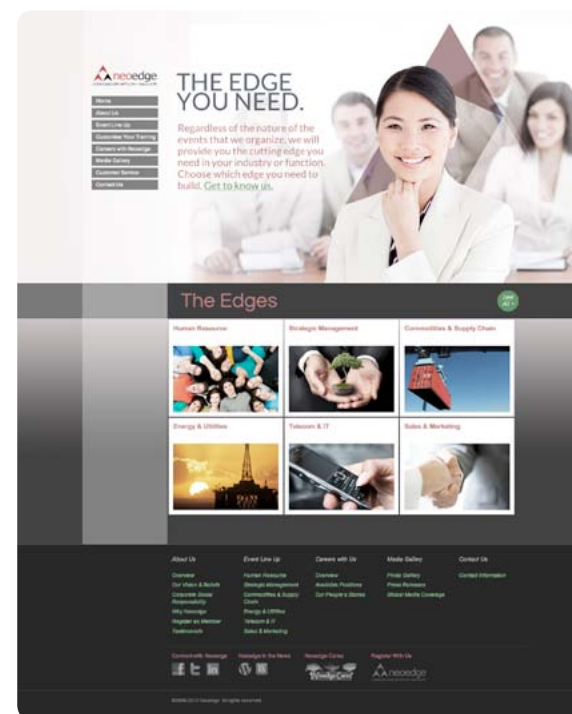 neoedge
Home
About Us
Event Line Up
Customise Your Training
Careers with Neoedge
Media Gallery
Customer Service
Contact Us
THE EDGE
YOU NEED.
Regardless of the nature of the
events that we organize, we will
provide you the cutting edge you
need in your industry or function.
Choose which edge you need to
build. Get to know us.
The Edges
Human Resource
Strategic Management
Commodities & Supply Chain
Energy & Utilities
Telecom & IT
Sales & Marketing
About Us
Overview
Our Vision & Beliefs
Corporate Social
Responsibility
Why Neoedge
Register as Member
Testimonials
Event Line Up
Human Resource
Strategic Management
Commodities & Supply
Chain
Energy & Utilities
Telecom & IT
Sales & Marketing
Careers with Us
Overview
Available Positions
Our People's Stories
Media Gallery
Photo Gallery
Press Releases
Global Media Coverage
Contact Us
Contact Information
Connect with Neoedge
Neoedge in the News
Neoedge Cares
Register With Us
Neoedge Cares
neoedge